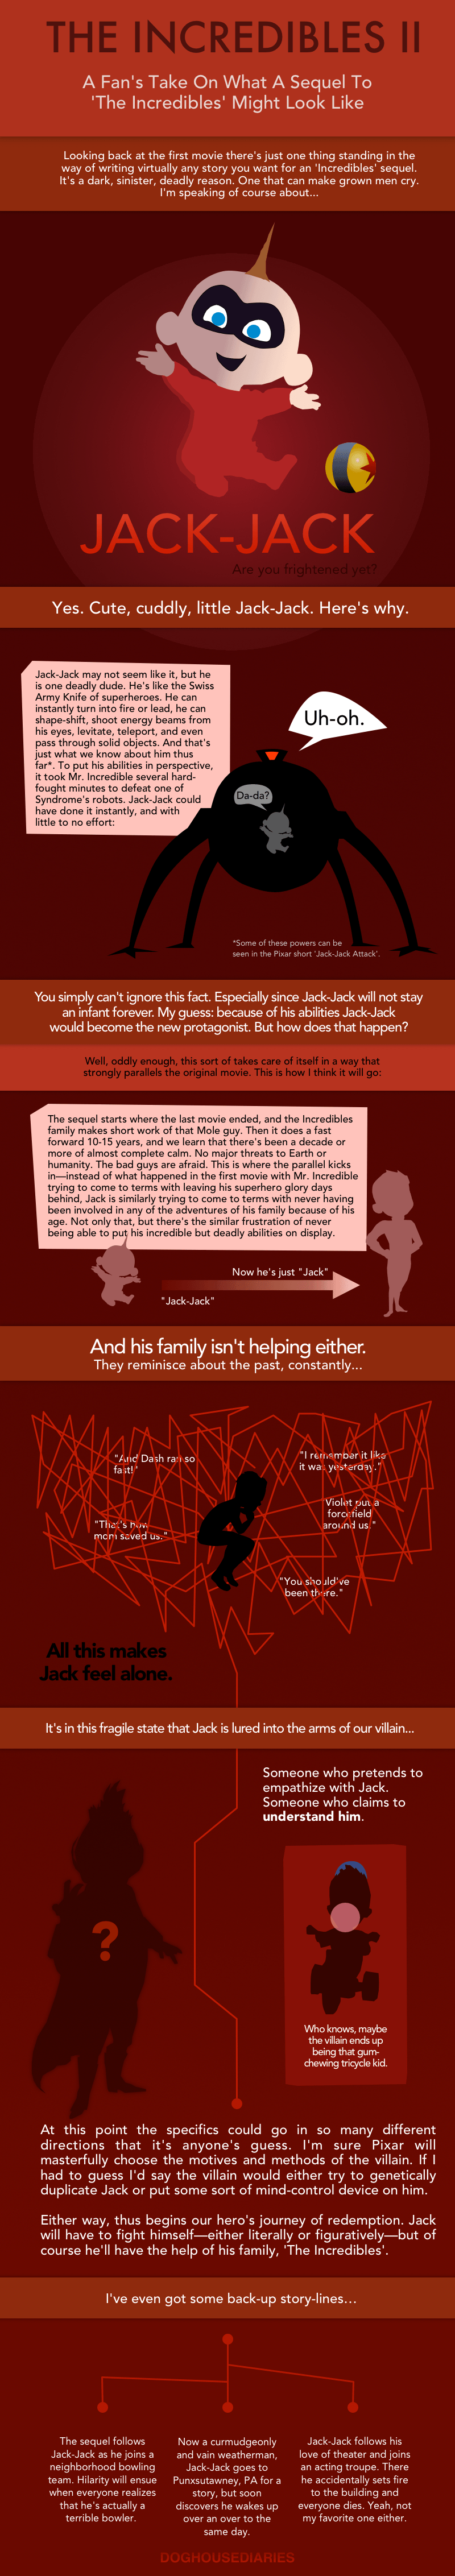 THE INCREDIBLES II
A Fan's Take On What A Sequel To
'The Incredibles' Might Look Like
Looking back at the first movie there's just one thing standing in the
way of writing virtually any story you want for an 'Incredibles' sequel.
It's a dark, sinister, deadly reason. One that can make grown men cry.
I'm speaking of course about...
JACK-JACK
Are you frightened yet?
Yes. Cute, cuddly, little Jack-Jack. Here's why.
Jack-Jack may not seem like it, but he
is one deadly dude. He's like the Swiss
Army Knife of superheroes. He can
instantly turn into fire or lead, he can
shape-shift, shoot energy beams from
his eyes, levitate, teleport, and even
pass through solid objects. And that's
just what we know about him thus
far*. To put his abilities in perspective,
it took Mr. Incredible several hard-
fought minutes to defeat one of
Syndrome's robots. Jack-Jack could
have done it instantly, and with
little to no effort:
Uh-oh.
Da-da?
*Some of these powers can be
seen in the Pixar short 'Jack-Jack Attack'.
You simply can't ignore this fact. Especially since Jack-Jack will not stay
an infant forever. My guess: because of his abilities Jack-Jack
would become the new protagonist. But how does that happen?
Well, oddly enough, this sort of takes care of itself in a way that
strongly parallels the original movie. This is how I think it will go:
The sequel starts where the last movie ended, and the Incredibles
family makes short work of that Mole Guy. Then it does a fast
forward 10-15 years, and we learn that there's been a decade or
more of almost complete calm. No major threats to Earth or
humanity. The bad guys are afraid. This is where the parallel kicks
in—instead of what happened in the first movie with Mr. Incredible
trying to come to terms with leaving his superhero glory days
behind, Jack is similarly trying to come to terms with never having
been involved in any of the adventures of his family because of his
age. Not only that, but there's the similar frustration of never
being able to put his incredible but deadly abilities on display.
Now he's just "Jack"
"Jack-Jack"
And his family isn't helping either.
They reminisce about the past, constantly...
"And Dash ran so
fast!"
"I remember it like
it was yesterday."
Violet put a
forcefield
around us."
"That's how
mom saved us."
"You should've
been there."
All this makes
Jack feel alone.
It's in this fragile state that Jack is lured into the arms of our villain...
Someone who pretends to
empathize with Jack.
Someone who claims to
understand him.
?
Who knows, maybe
the villain ends up
being that gum-
chewing tricycle kid.
At this point the specifics could go in so many different
directions that it's anyone's guess. I'm sure Pixar will
masterfully choose the motives and methods of the villain. If I
had to guess I'd say the villain would either try to genetically
duplicate Jack or put some sort of mind-control device on him.
Either way, thus begins our hero's journey of redemption. Jack
will have to fight himself—either literally or figuratively—but of
course he'll have the help of his family, 'The Incredibles'.
I've even got some back-up story-lines...
The sequel follows
Jack-Jack as he joins a
neighborhood bowling
team. Hilarity will ensue
when everyone realizes
that he's actually a
terrible bowler.
Now a curmudgeonly
and vain weatherman,
Jack-Jack goes to
Punxsutawney, PA for a
story, but soon
discovers he wakes up
over an over to the
same day.
Jack-Jack follows his
love of theater and joins
an acting troupe. There
he accidentally sets fire
to the building and
everyone dies. Yeah, not
my favorite one either.
DOGHOUSEDIARIES